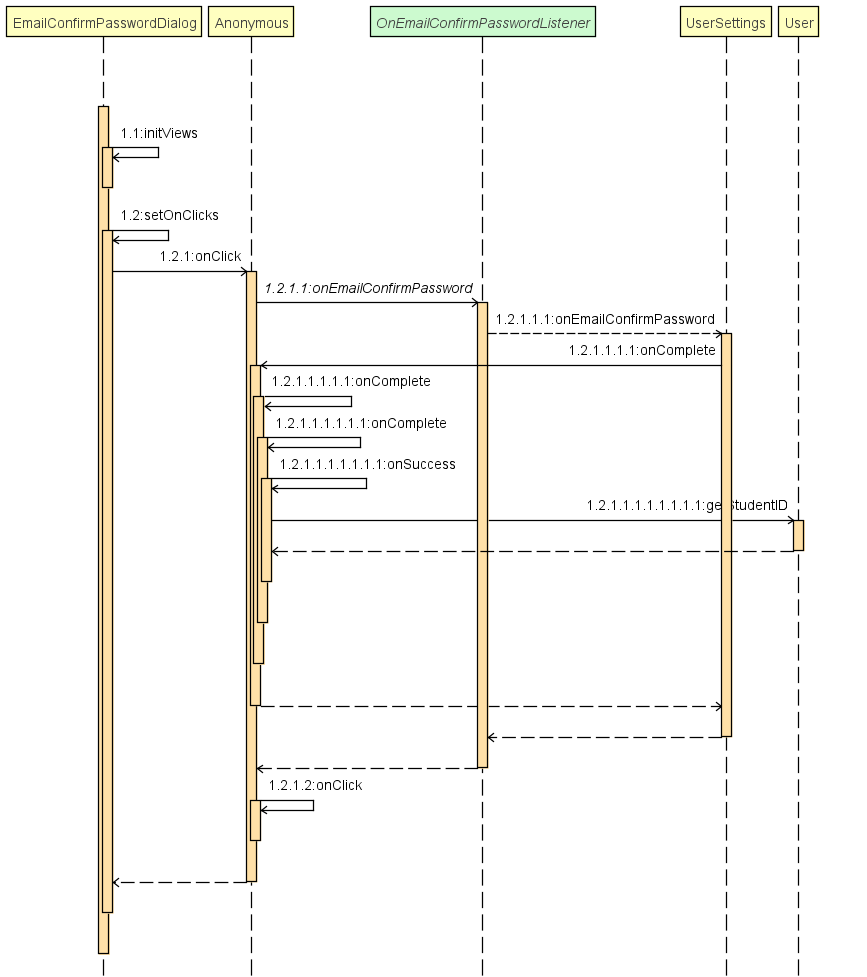 EmailConfirmPasswordDialog Anonymous OnEmailConfirmPasswordListener UserSettings User
1.1:initViews
1.2:setOnClicks
1.2.1:onClick
1.2.1.1:onEmailConfirmPassword
1.2.1.1.1:onEmailConfirmPassword
1.2.1.1.1.1:onComplete
1.2.1.1.1.1.1:onComplete
1.2.1.1.1.1.1.1:onComplete
1.2.1.1.1.1.1.1.1:onSuccess
1.2.1.1.1.1.1.1.1.1:getStudentID
1.2.1.2:onClick